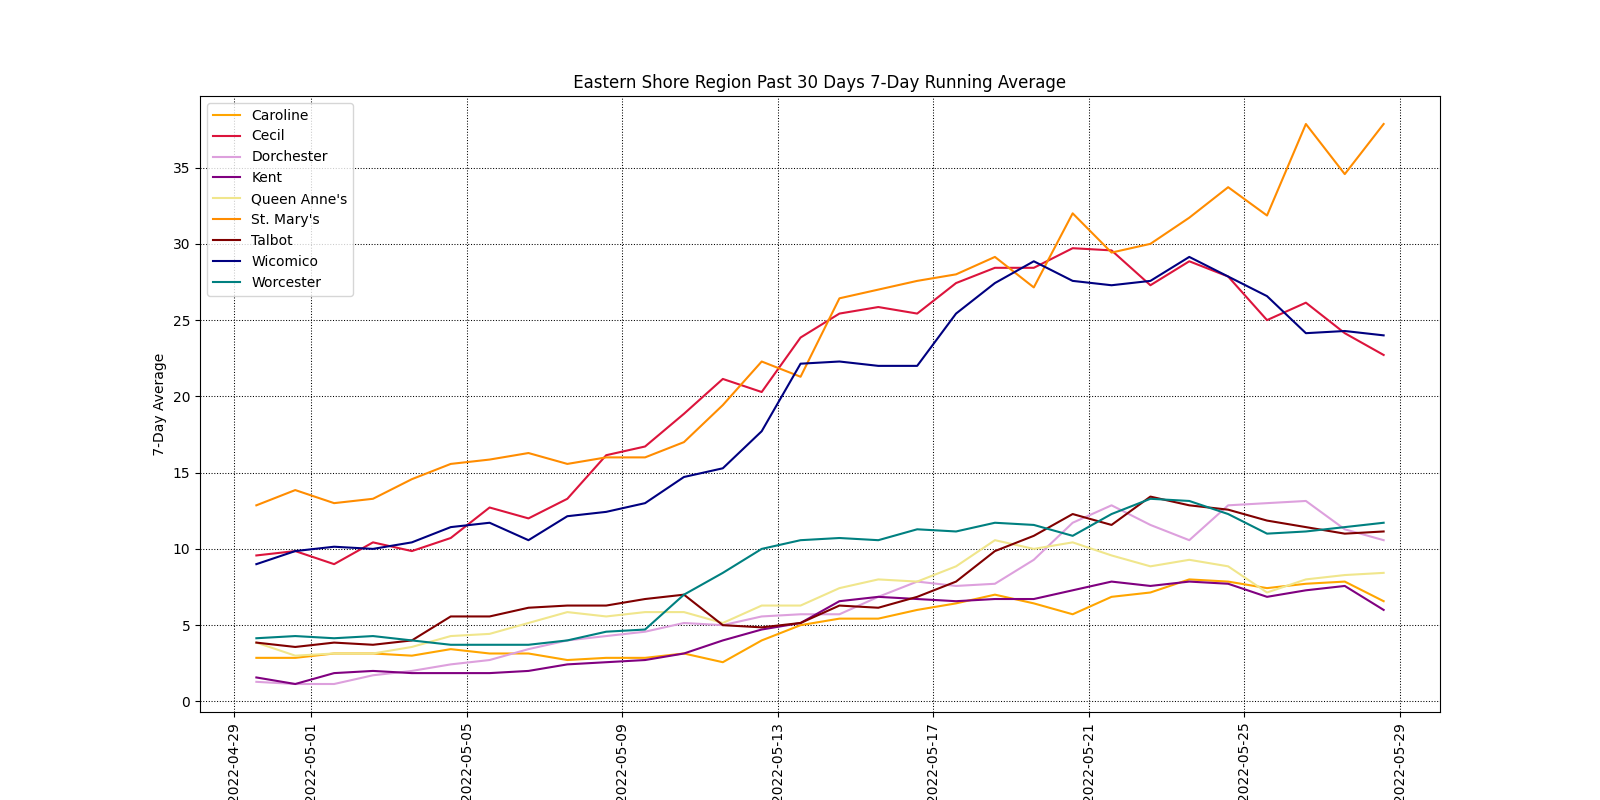 Eastern Shore Region Past 30 Days 7-Day Running Average
Caroline
Cecil
Dorchester
Kent
Queen Anne's
St. Mary's
Talbot
Wicomico
Worcester
7-Day Average
35
30
25
20
15
10
5
0
2022-04-29
2022-05-01
2022-05-05
2022-05-09
2022-05-13
2022-05-17
2022-05-21
2022-05-25
2022-05-29